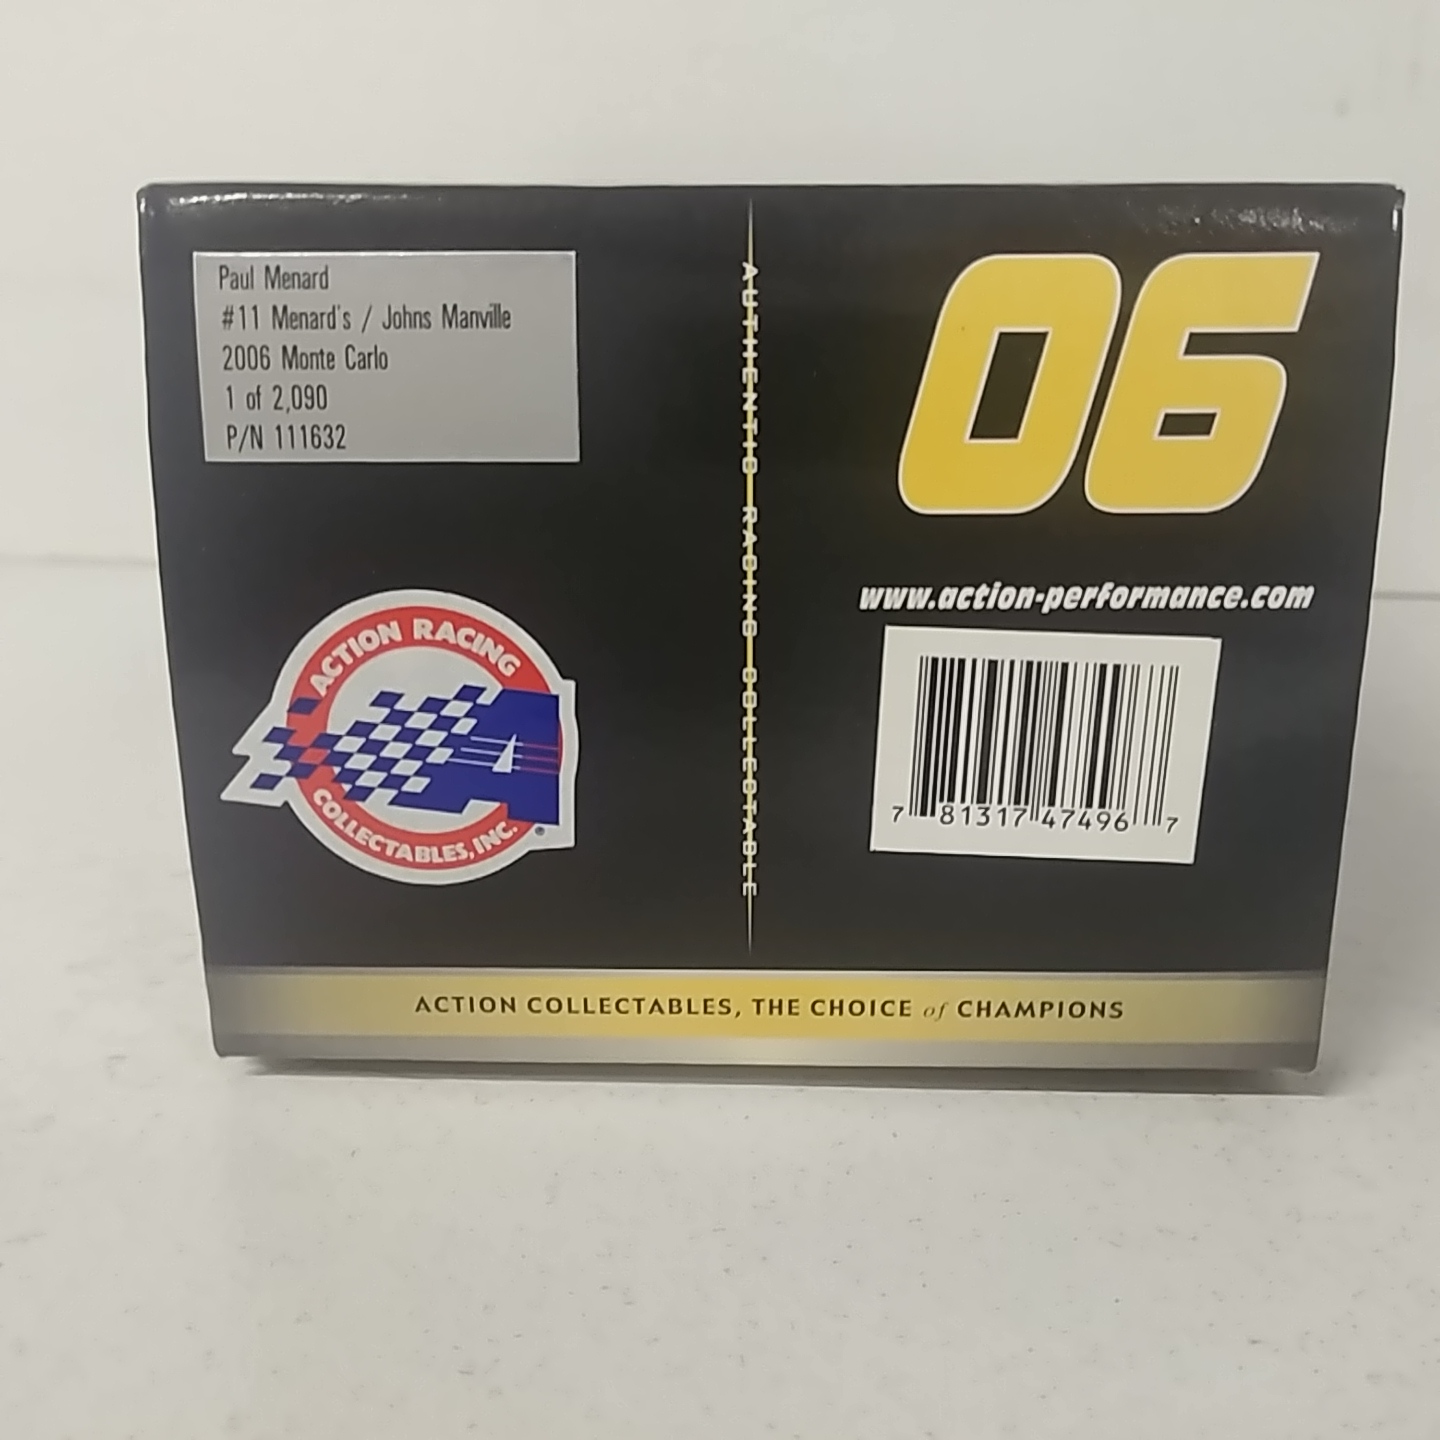 Paul Menard
#11 Menard's / Johns Manville
2006 Monte Carlo
1 of 2,090
P/N 111632
AUTHENTIC RACING COLLECTABLE
06
www.action-performance.com
7 81317 47496 7
ACTION RACING
COLLECTABLES, INC.®
ACTION COLLECTABLES, THE CHOICE of CHAMPIONS